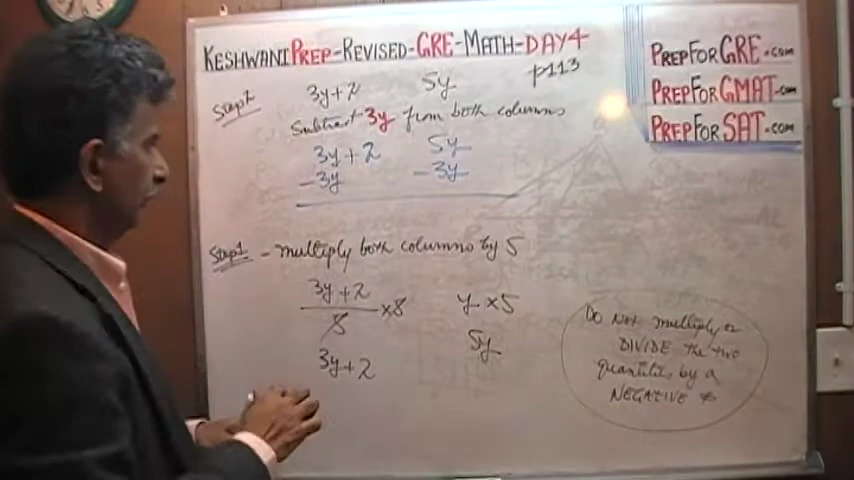 KESHWANIPREP-REVISED-GRE-MATH-DAY4
p113
PREPFORGRE.com
PREPFORGMAT.com
PREPFORSAT.com
Step2 3y+2 5y
Subtract 3y from both columns
3y+2 5y
-3y -3y
Step1 - multiply both columns by 5
3y+2
5 ×5 y×5
3y+2 5y
DO NOT multiply or
DIVIDE the two
quantities by a
NEGATIVE #